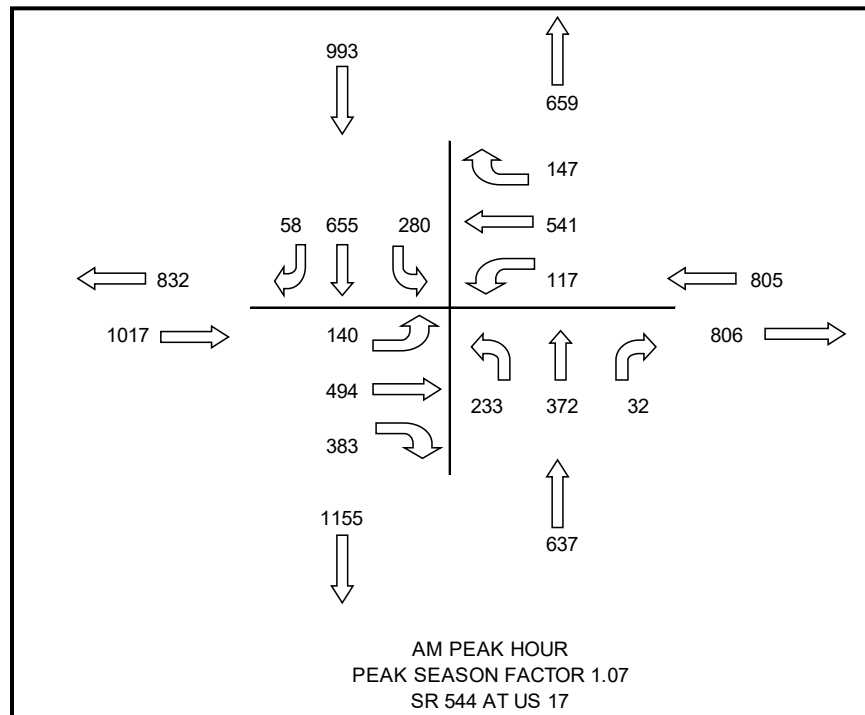 993
659
147
58 655 280 541
832 117 805
1017 140 806
494 233 372 32
383
1155
637
AM PEAK HOUR
PEAK SEASON FACTOR 1.07
SR 544 AT US 17